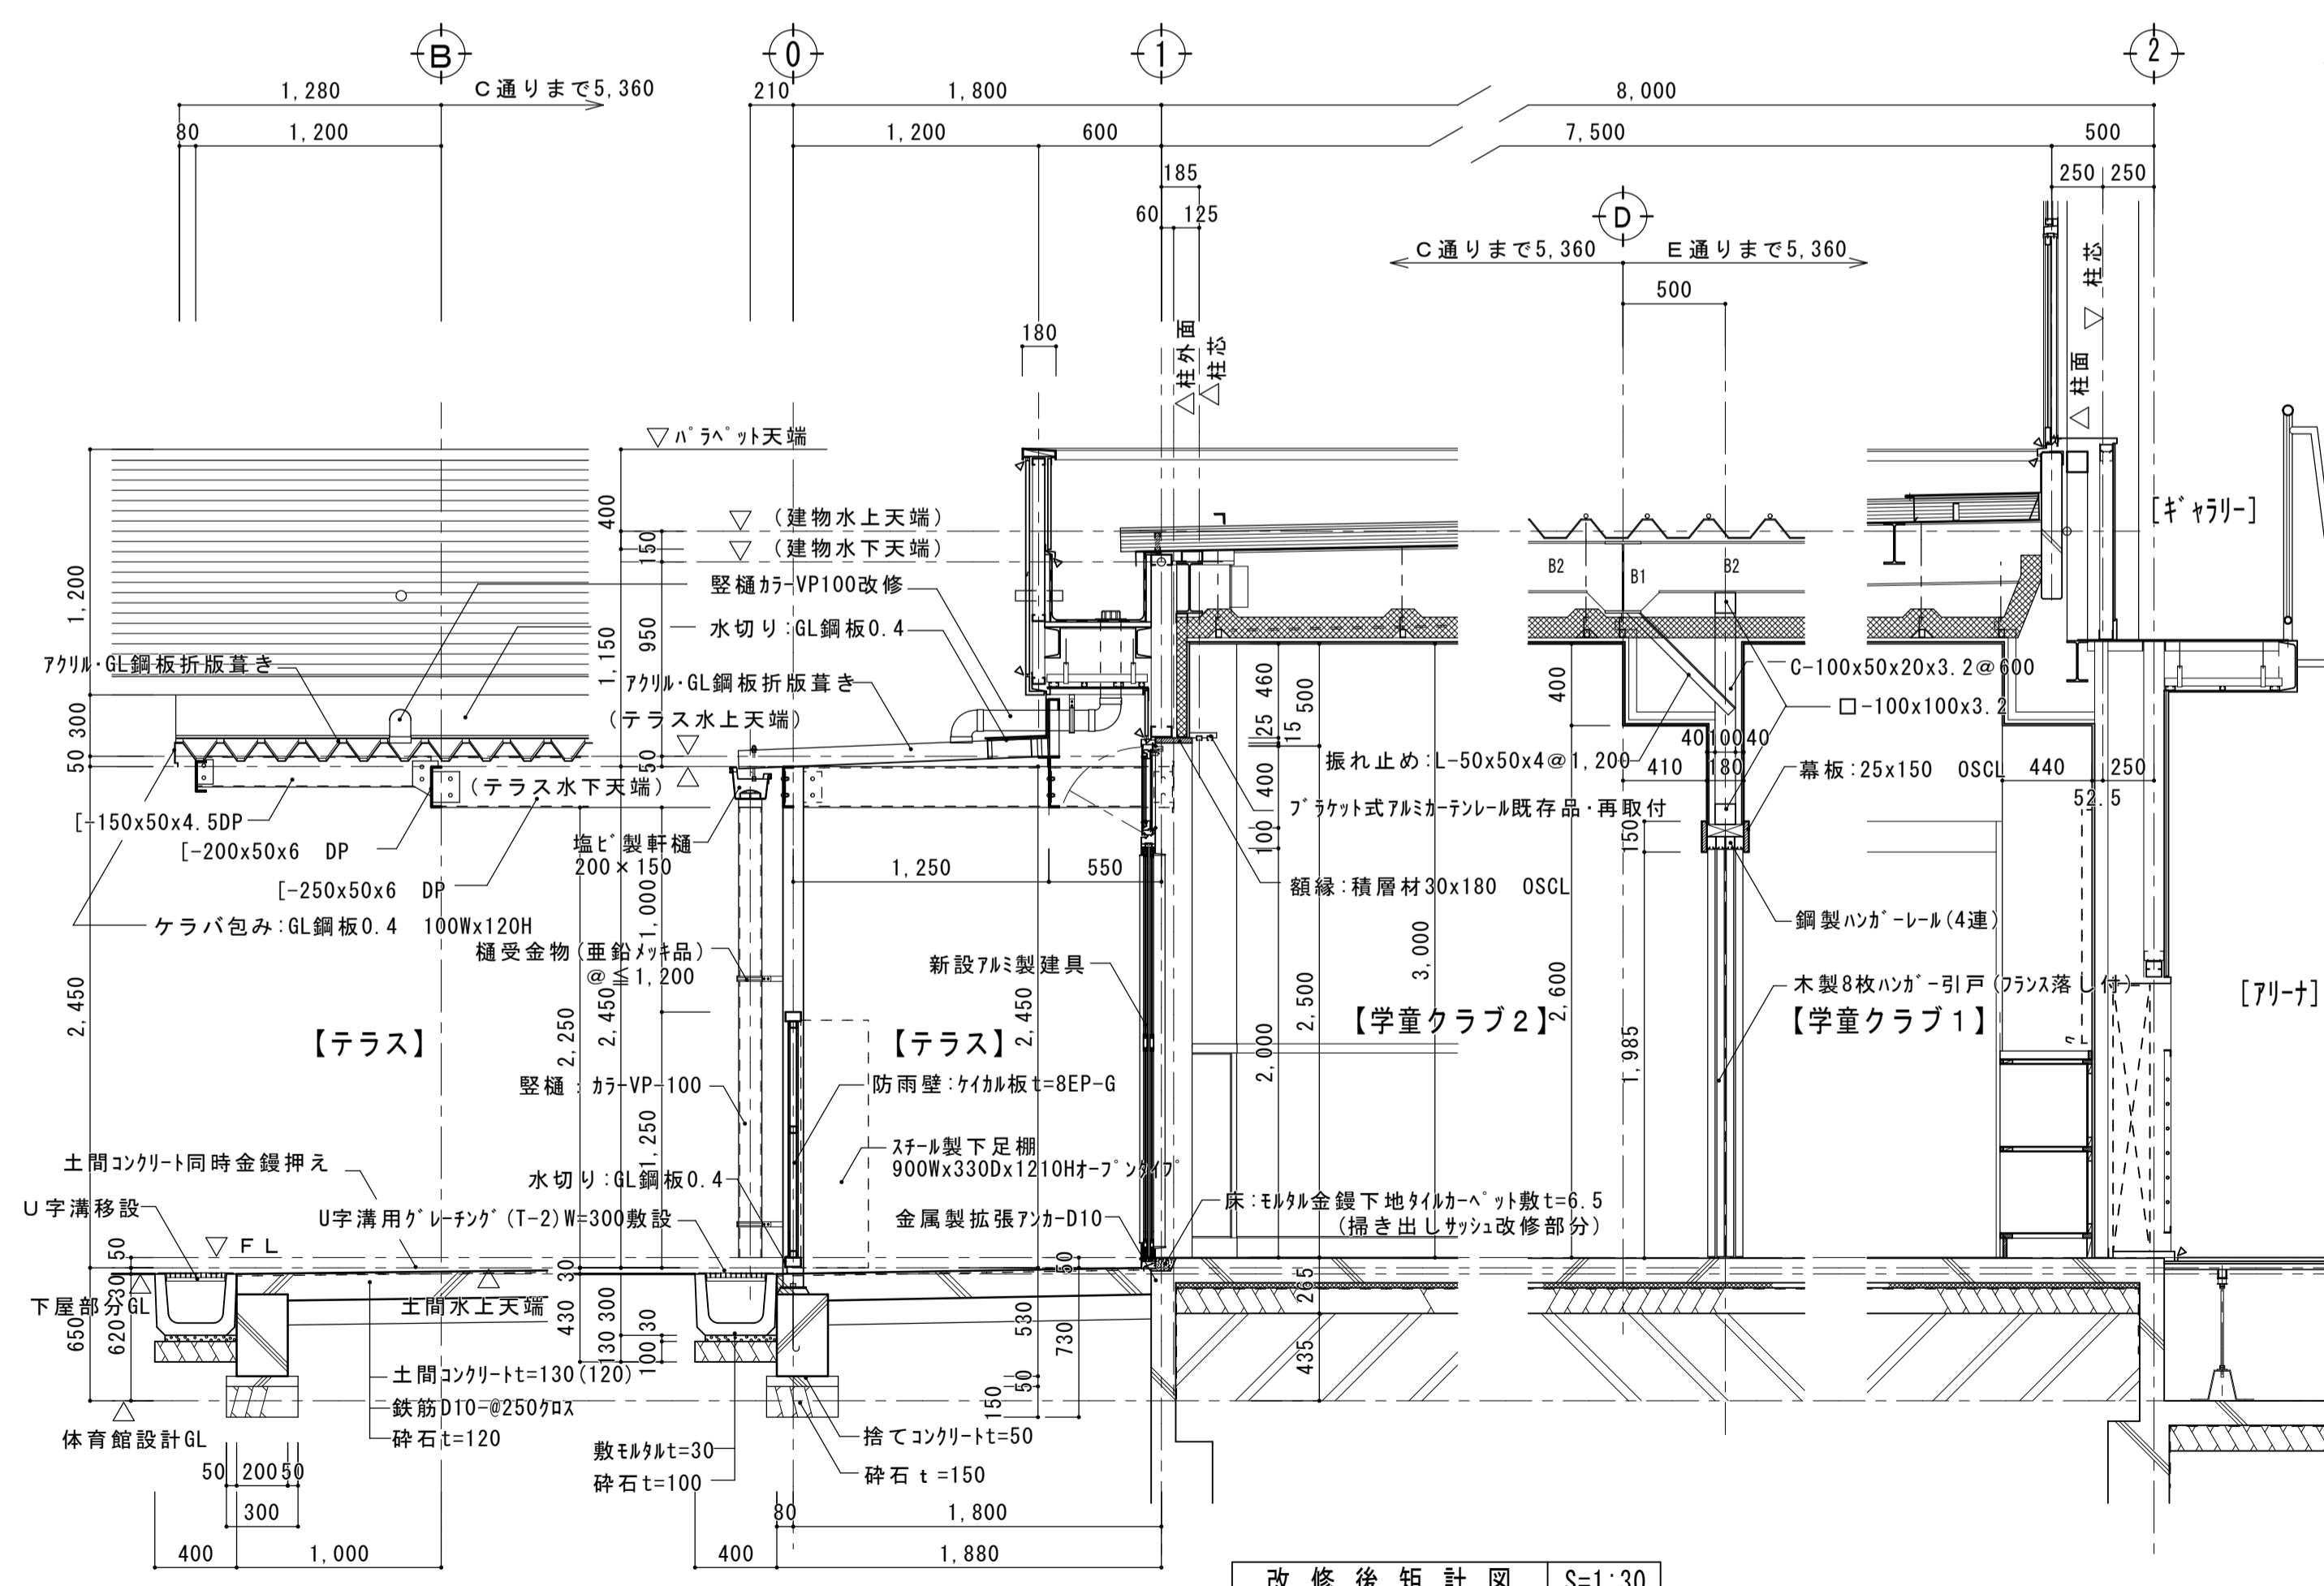 B
0
1
2
1,280
C通りまで5,360
210
1,800
8,000
80
1,200
1,200
600
7,500
500
185
250
250
60
125
D
C通りまで5,360
E通りまで5,360
500
180
柱外面
柱芯
柱面
柱芯
パラペット天端
400
(建物水上天端)
(建物水下天端)
150
[ギャラリー]
1,200
竪樋カラーVP100改修
950
1,150
水切り:GL鋼板0.4
B2
B1
B2
アクリル・GL鋼板折版葺き
アクリル・GL鋼板折版葺き
460
500
400
C-100x50x20x3.2@600
300
(テラス水上天端)
25
15
□-100x100x3.2
40
100
40
50
50
(テラス水下天端)
400
振れ止め:L-50x50x4@1,200
410
180
幕板:25x150 OSCL
440
250
52.5
[-150x50x4.5DP
ブラケット式アルミカーテンレール既存品・再取付
[-200x50x6 DP
塩ビ製軒樋
200×150
100
150
[-250x50x6 DP
1,250
550
額縁:積層材30x180 OSCL
1,000
ケラバ包み:GL鋼板0.4 100Wx120H
鋼製ハンガーレール(4連)
樋受金物(亜鉛メッキ品)
@≦1,200
新設アルミ製建具
3,000
木製8枚ハンガー引戸(フランス落し付)
[アリーナ]
2,450
2,250
2,450
2,450
2,500
2,600
【テラス】
【テラス】
【学童クラブ2】
【学童クラブ1】
2,000
1,985
竪樋:カラーVP-100
防雨壁:ケイカル板t=8EP-G
1,250
スチール製下足棚
900Wx330Dx1210Hオープンタイプ
土間コンクリート同時金鏝押え
水切り:GL鋼板0.4
U字溝移設
U字溝用グレーチング(T-2)W=300敷設
金属製拡張アンカーD10
床:モルタル金鏝下地タイルカーペット敷t=6.5
(掃き出しサッシュ改修部分)
FL
50
30
下屋部分GL
土間水上天端
650
620
30
430
300
130
30
100
50
530
730
265
435
50
150
土間コンクリートt=130(120)
鉄筋D10-@250クロス
砕石t=120
体育館設計GL
敷モルタルt=30
砕石t=100
捨てコンクリートt=50
砕石t=150
50
200
50
300
80
1,800
400
1,000
400
1,880
改修後矩計図 S=1:30